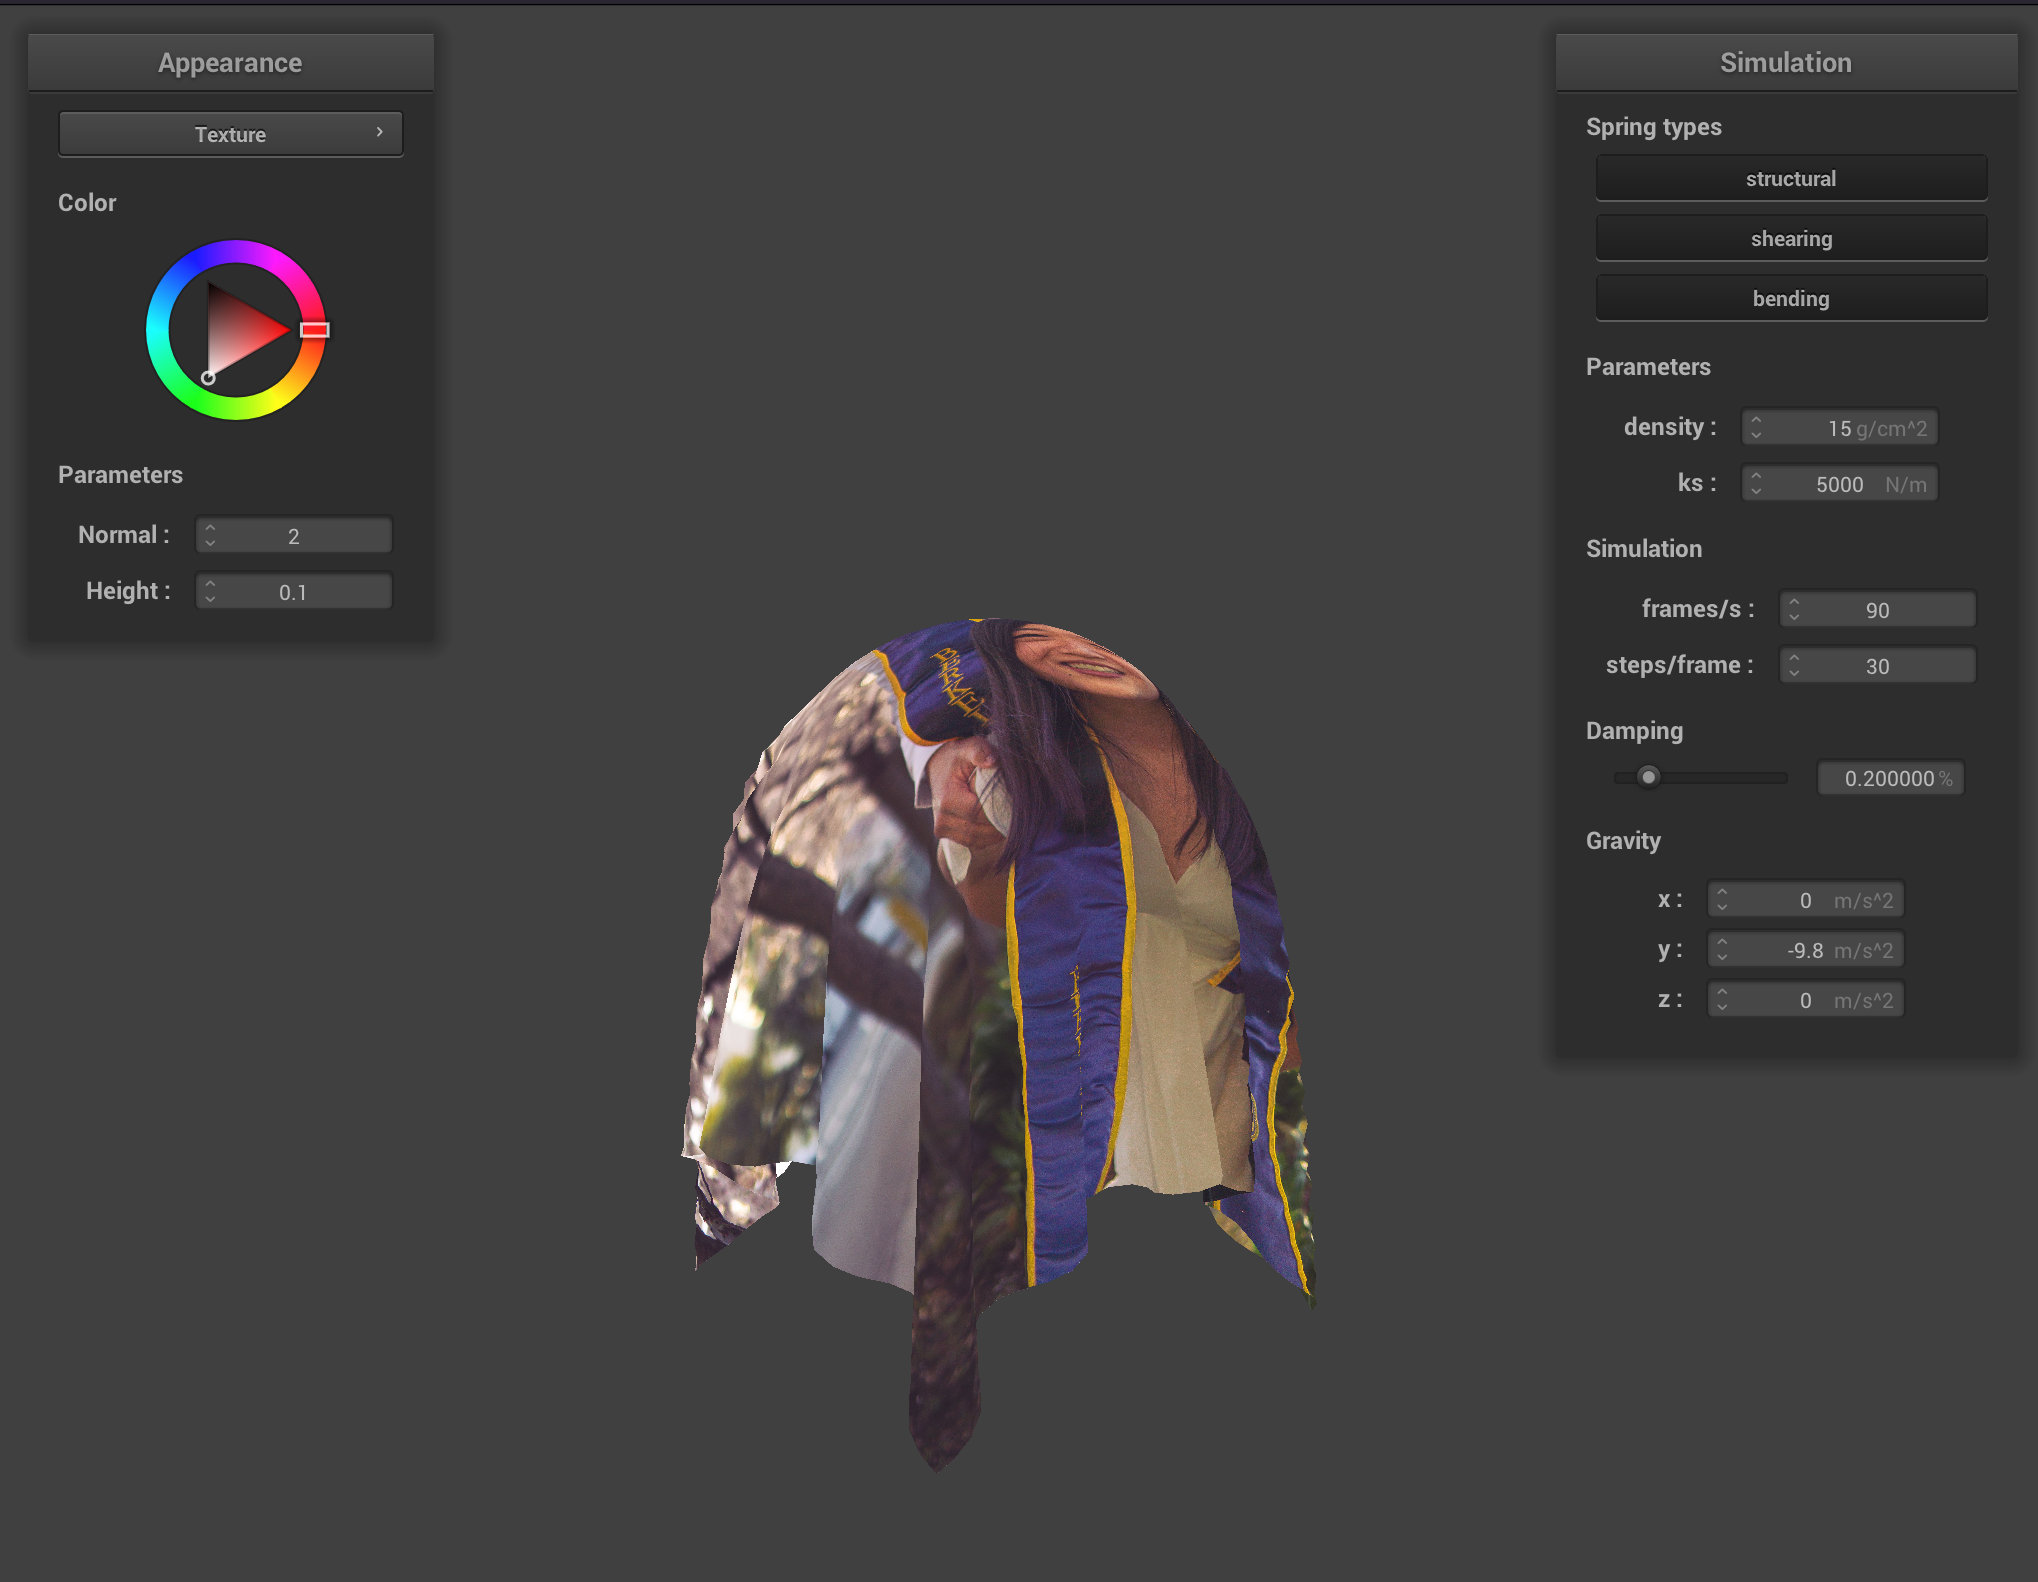 Appearance
Texture
Color
Parameters
Normal : 2
Height : 0.1
Simulation
Spring types
structural
shearing
bending
Parameters
density : 15 g/cm^2
ks : 5000 N/m
Simulation
frames/s : 90
steps/frame : 30
Damping
0.200000 %
Gravity
x : 0 m/s^2
y : -9.8 m/s^2
z : 0 m/s^2